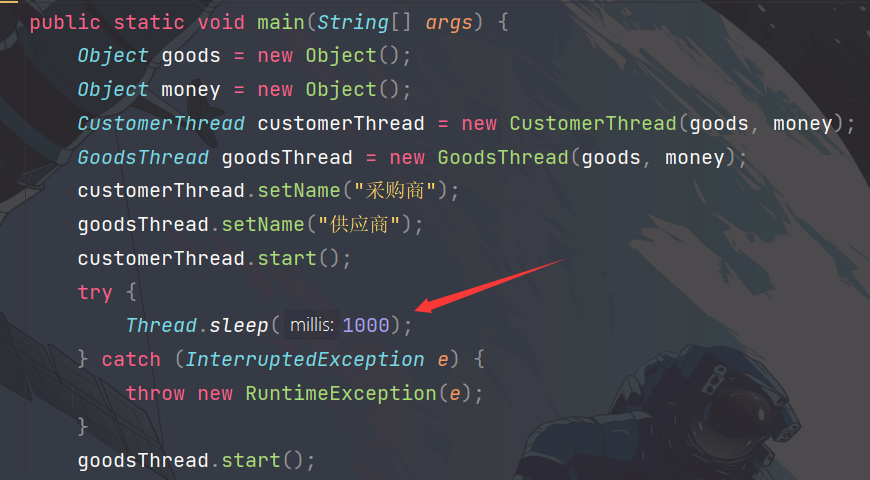 public static void main(String[] args) {
Object goods = new Object();
Object money = new Object();
CustomerThread customerThread = new CustomerThread(goods, money);
GoodsThread goodsThread = new GoodsThread(goods, money);
customerThread.setName("采购商");
goodsThread.setName("供应商");
customerThread.start();
try {
Thread.sleep( millis: 1000);
} catch (InterruptedException e) {
throw new RuntimeException(e);
}
goodsThread.start();